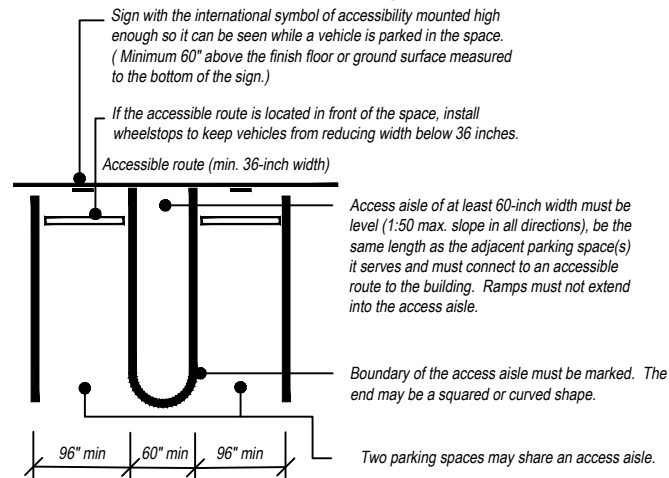 Sign with the international symbol of accessibility mounted high
enough so it can be seen while a vehicle is parked in the space.
( Minimum 60" above the finish floor or ground surface measured
to the bottom of the sign.)
If the accessible route is located in front of the space, install
wheelstops to keep vehicles from reducing width below 36 inches.
Accessible route (min. 36-inch width)
Access aisle of at least 60-inch width must be
level (1:50 max. slope in all directions), be the
same length as the adjacent parking space(s)
it serves and must connect to an accessible
route to the building. Ramps must not extend
into the access aisle.
Boundary of the access aisle must be marked. The
end may be a squared or curved shape.
Two parking spaces may share an access aisle.
96" min
60" min
96" min